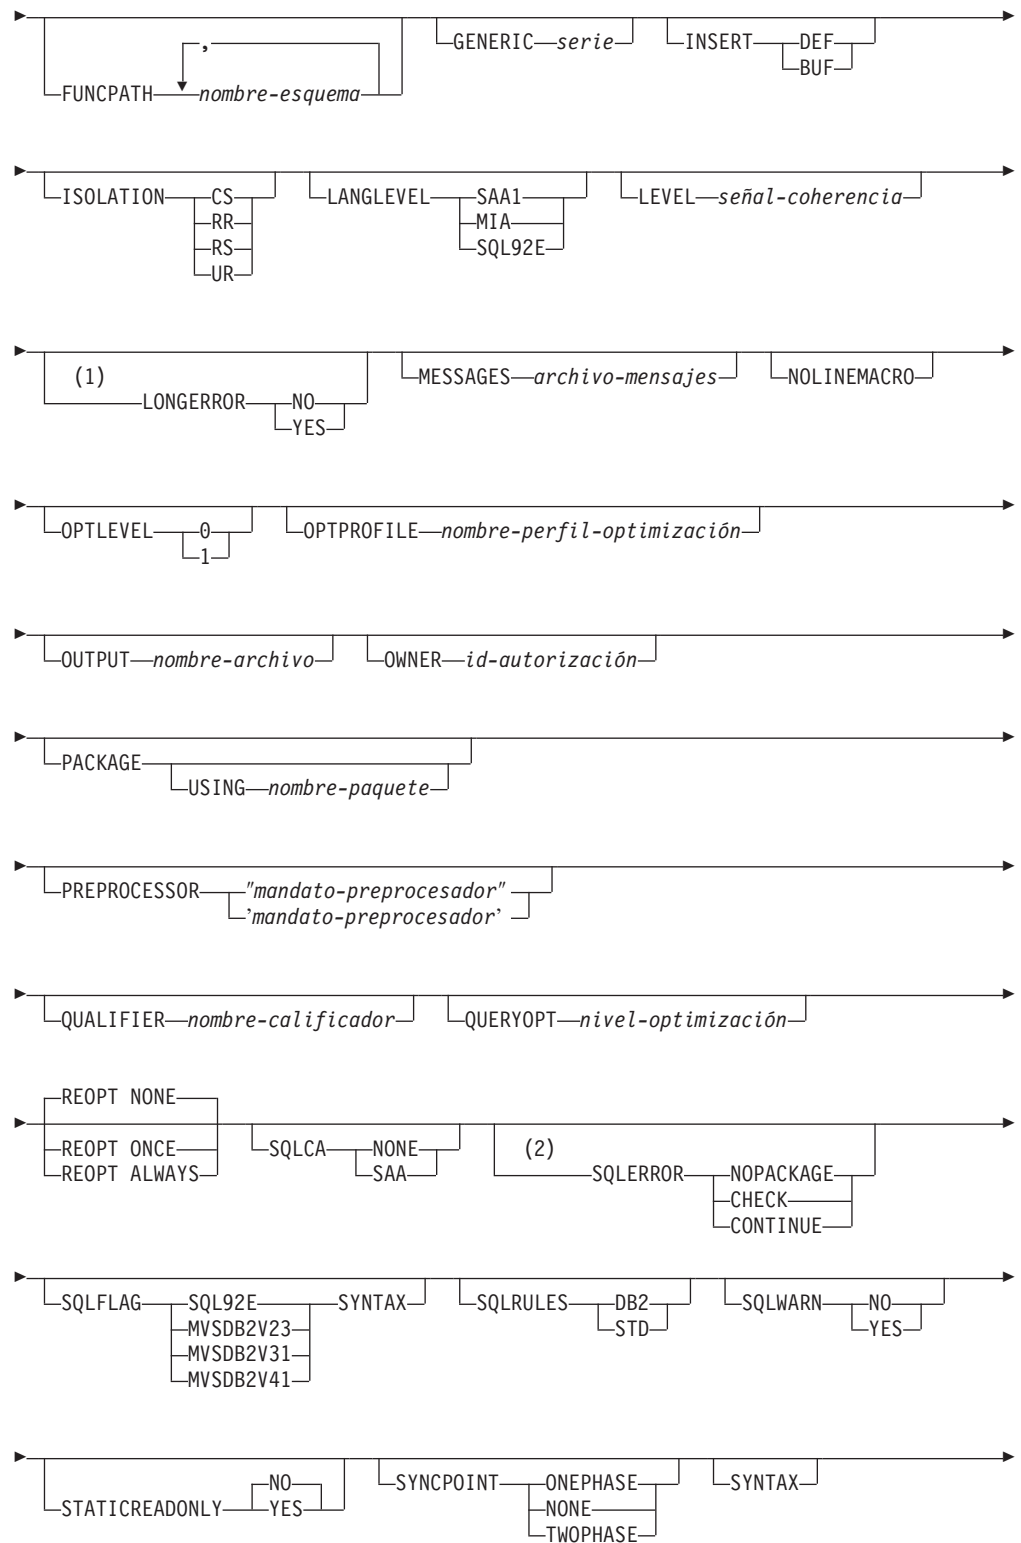 ,
GENERIC serie INSERT DEF
BUF
FUNCPATH nombre-esquema
ISOLATION CS LANGLEVEL SAA1 LEVEL señal-coherencia
RR MIA
RS SQL92E
UR
(1) MESSAGES archivo-mensajes NOLINEMACRO
LONGERROR NO
YES
OPTLEVEL 0 OPTPROFILE nombre-perfil-optimización
1
OUTPUT nombre-archivo OWNER id-autorización
PACKAGE
USING nombre-paquete
PREPROCESSOR "mandato-preprocesador"
'mandato-preprocesador'
QUALIFIER nombre-calificador QUERYOPT nivel-optimización
REOPT NONE
REOPT ONCE SQLCA NONE (2)
REOPT ALWAYS SAA SQLERROR NOPACKAGE
CHECK
CONTINUE
SQLFLAG SQL92E SYNTAX SQLRULES DB2 SQLWARN NO
MVSDB2V23 STD YES
MVSDB2V31
MVSDB2V41
NO SYNCPOINT ONEPHASE SYNTAX
STATICREADONLY YES NONE
TWOPHASE